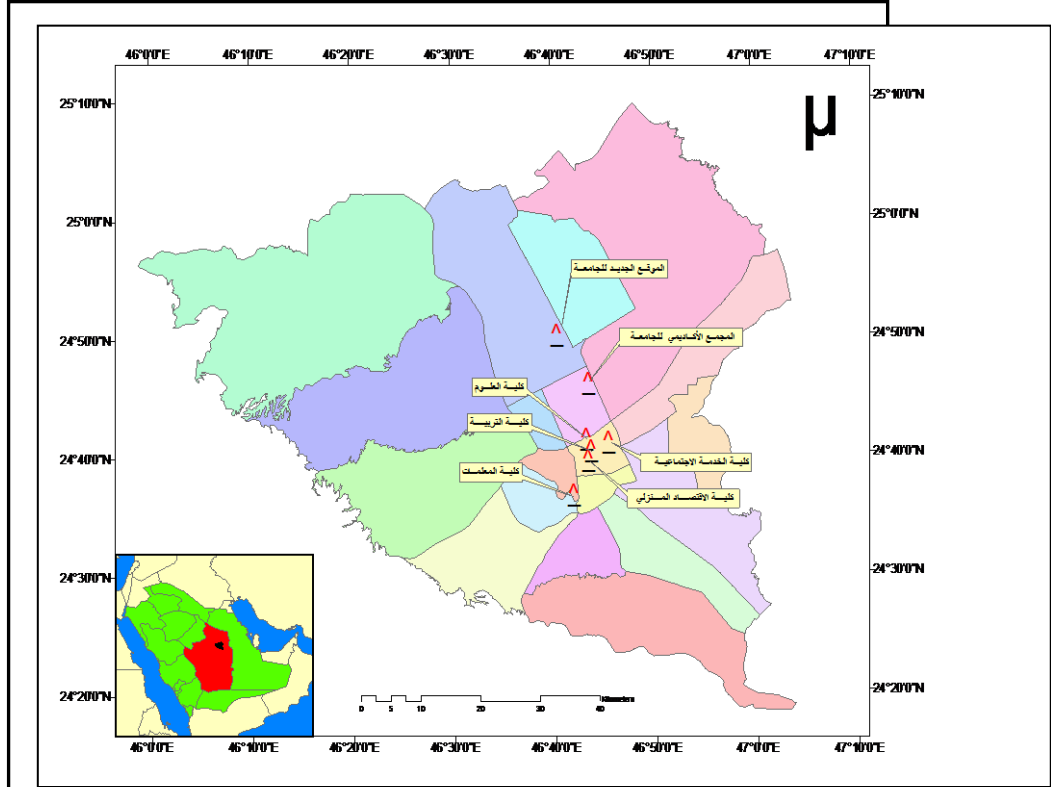 46°0'0"E 46°10'0"E 46°20'0"E 46°30'0"E 46°40'0"E 46°50'0"E 47°0'0"E 47°10'0"E
25°10'0"N 25°10'0"N
µ
25°0'0"N 25°0'0"N
الموقع الجديد للجامعة
24°50'0"N 24°50'0"N
المجمع الأكاديمي للجامعة
كلية العلوم
كلية التربية
24°40'0"N 24°40'0"N
كلية الخدمة الاجتماعية
كلية المعلمات
كلية الاقتصاد المنزلي
24°30'0"N 24°30'0"N
24°20'0"N 24°20'0"N
Kilometers
0 5 10 20 30 40
46°0'0"E 46°10'0"E 46°20'0"E 46°30'0"E 46°40'0"E 46°50'0"E 47°0'0"E 47°10'0"E